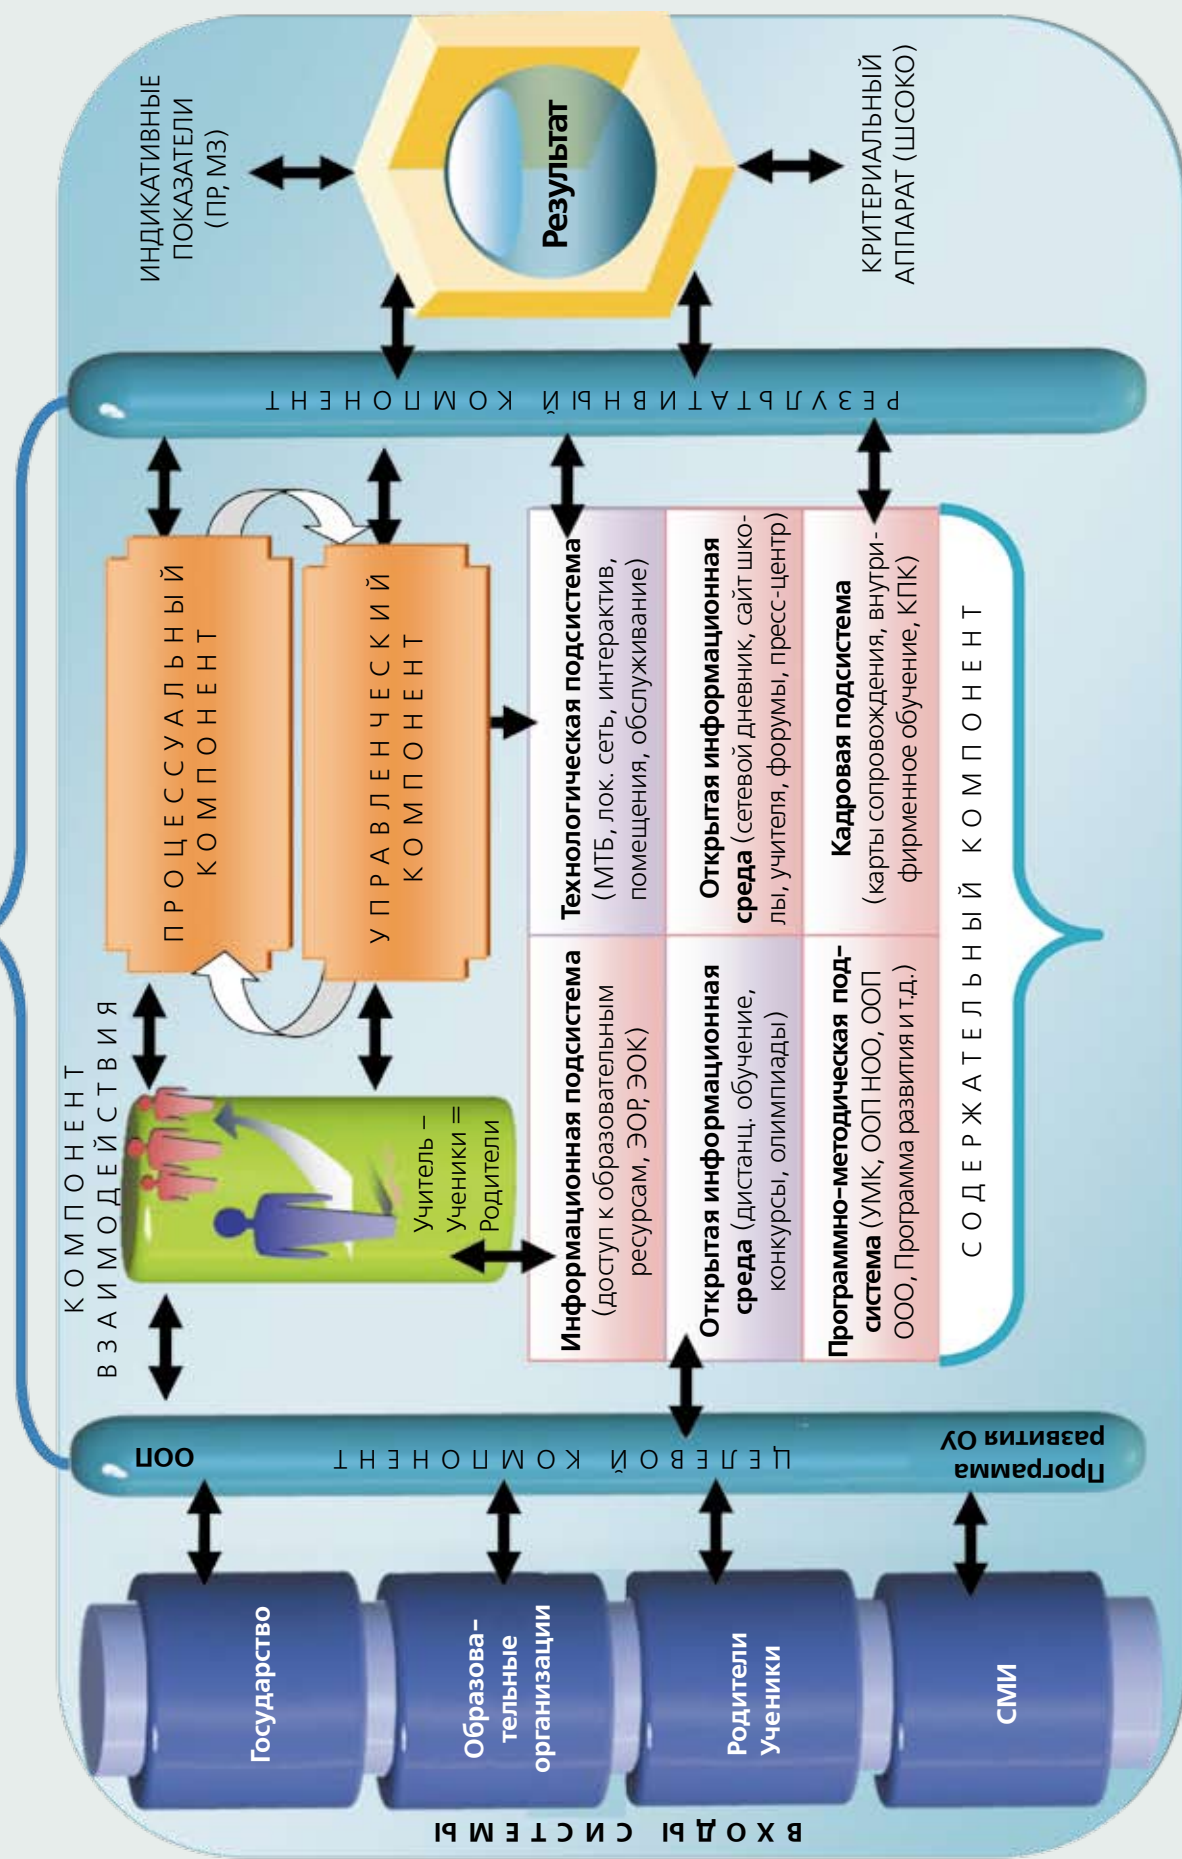 ВХОДЫ СИСТЕМЫ
Государство
Образова-
тельные
организации
Родители
Ученики
СМИ
ООП
ЦЕЛЕВОЙ КОМПОНЕНТ
Программа
развития ОУ
КОМПОНЕНТ
ВЗАИМОДЕЙСТВИЯ
Учитель –
Ученики =
Родители
ПРОЦЕССУАЛЬНЫЙ
КОМПОНЕНТ
УПРАВЛЕНЧЕСКИЙ
КОМПОНЕНТ
Информационная подсистема
(доступ к образовательным
ресурсам, ЭОР, ЭОК)
Технологическая подсистема
(МТБ, лок. сеть, интерактив,
помещения, обслуживание)
Открытая информационная
среда (дистанц. обучение,
конкурсы, олимпиады)
Открытая информационная
среда (сетевой дневник, сайт шко-
лы, учителя, форумы, пресс-центр)
Программно-методическая под-
система (УМК, ООП НОО, ООП
ООО, Программа развития и т.д.)
Кадровая подсистема
(карты сопровождения, внутри-
фирменное обучение, КПК)
СОДЕРЖАТЕЛЬНЫЙ КОМПОНЕНТ
РЕЗУЛЬТАТИВНЫЙ КОМПОНЕНТ
ИНДИКАТИВНЫЕ
ПОКАЗАТЕЛИ
(ПР, МЗ)
Результат
КРИТЕРИАЛЬНЫЙ
АППАРАТ (ШСОКО)